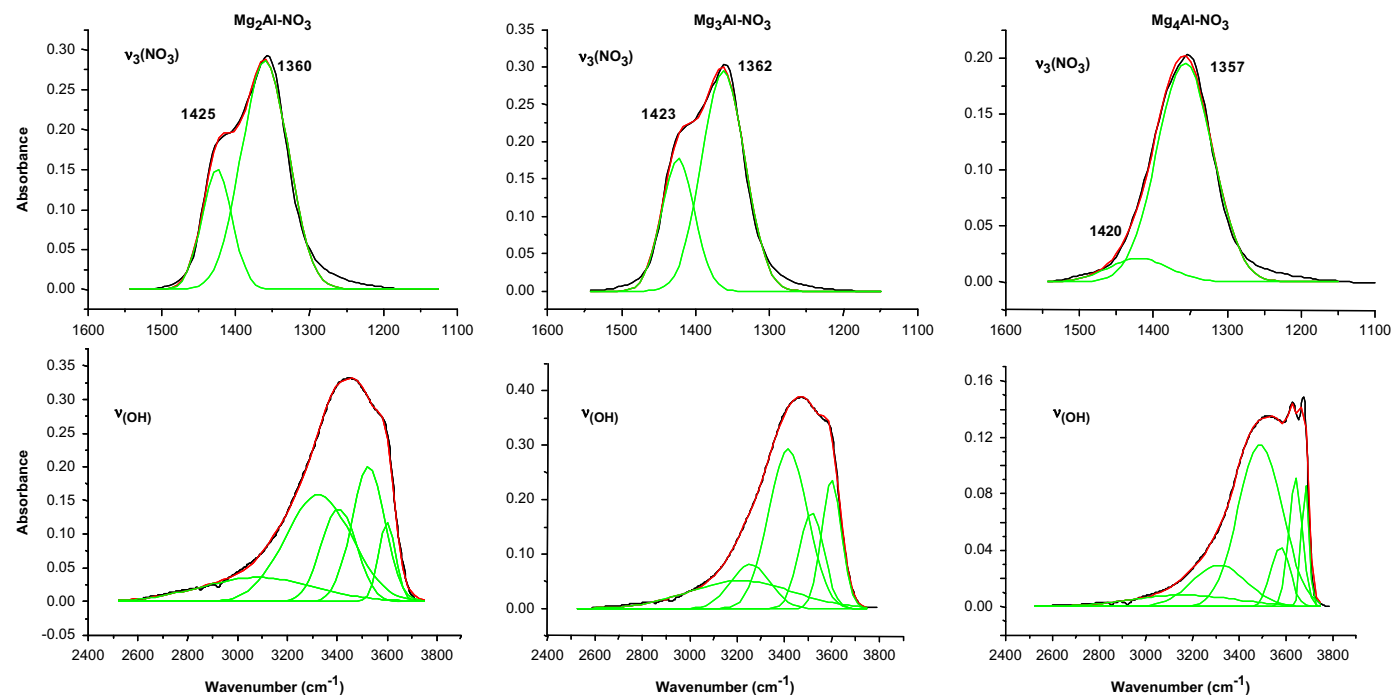 Mg₂Al-NO₃
ν₃(NO₃)
1425
1360
Absorbance
0.30
0.25
0.20
0.15
0.10
0.05
0.00
1600 1500 1400 1300 1200 1100
Mg₃Al-NO₃
ν₃(NO₃)
1423
1362
0.35
0.30
0.25
0.20
0.15
0.10
0.05
0.00
1600 1500 1400 1300 1200 1100
Mg₄Al-NO₃
ν₃(NO₃)
1420
1357
0.20
0.15
0.10
0.05
0.00
1600 1500 1400 1300 1200 1100
ν(OH)
Absorbance
0.35
0.30
0.25
0.20
0.15
0.10
0.05
0.00
-0.05
2400 2600 2800 3000 3200 3400 3600 3800
Wavenumber (cm⁻¹)
ν(OH)
0.40
0.30
0.20
0.10
0.00
2400 2600 2800 3000 3200 3400 3600 3800
Wavenumber (cm⁻¹)
ν(OH)
0.16
0.12
0.08
0.04
0.00
2400 2600 2800 3000 3200 3400 3600 3800
Wavenumber (cm⁻¹)